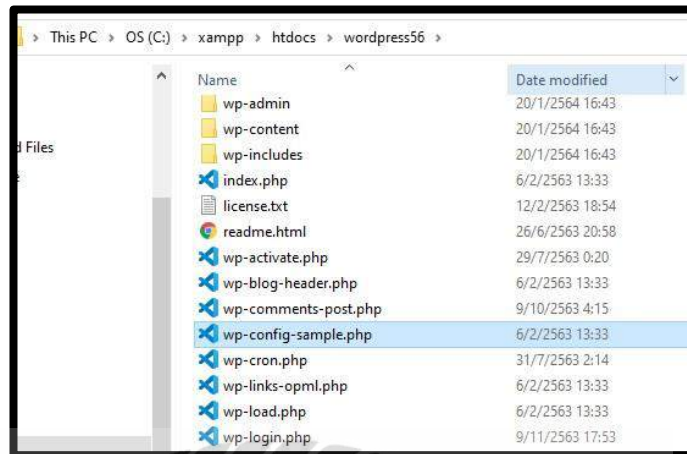 This PC > OS (C:) > xampp > htdocs > wordpress56 >
Name Date modified
wp-admin 20/1/2564 16:43
d Files wp-content 20/1/2564 16:43
wp-includes 20/1/2564 16:43
index.php 6/2/2563 13:33
license.txt 12/2/2563 18:54
readme.html 26/6/2563 20:58
wp-activate.php 29/7/2563 0:20
wp-blog-header.php 6/2/2563 13:33
wp-comments-post.php 9/10/2563 4:15
wp-config-sample.php 6/2/2563 13:33
wp-cron.php 31/7/2563 2:14
wp-links-opml.php 6/2/2563 13:33
wp-load.php 6/2/2563 13:33
wp-login.php 9/11/2563 17:53